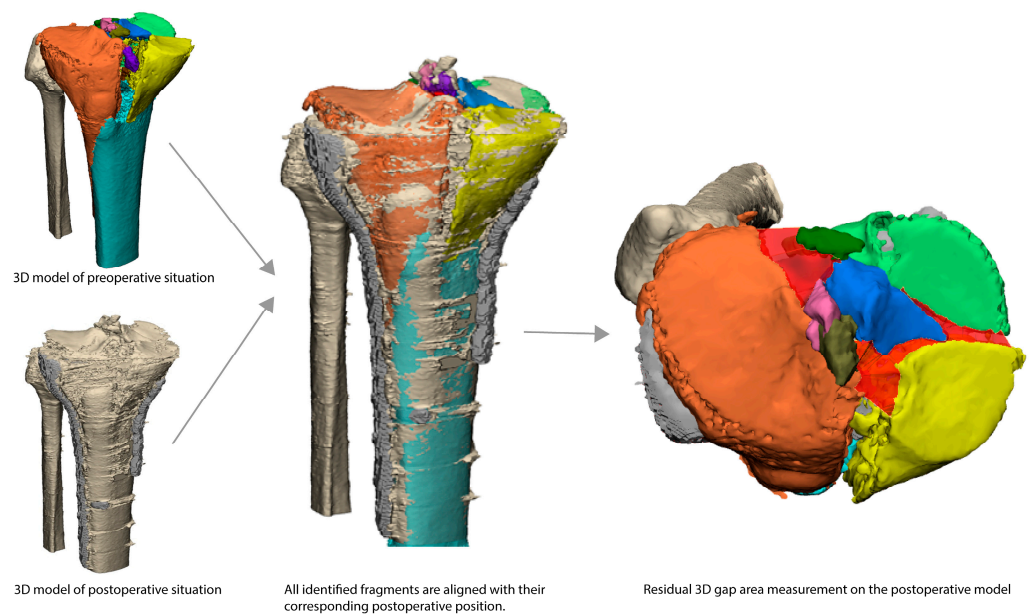 3D model of preoperative situation
3D model of postoperative situation
All identified fragments are aligned with their
corresponding postoperative position.
Residual 3D gap area measurement on the postoperative model